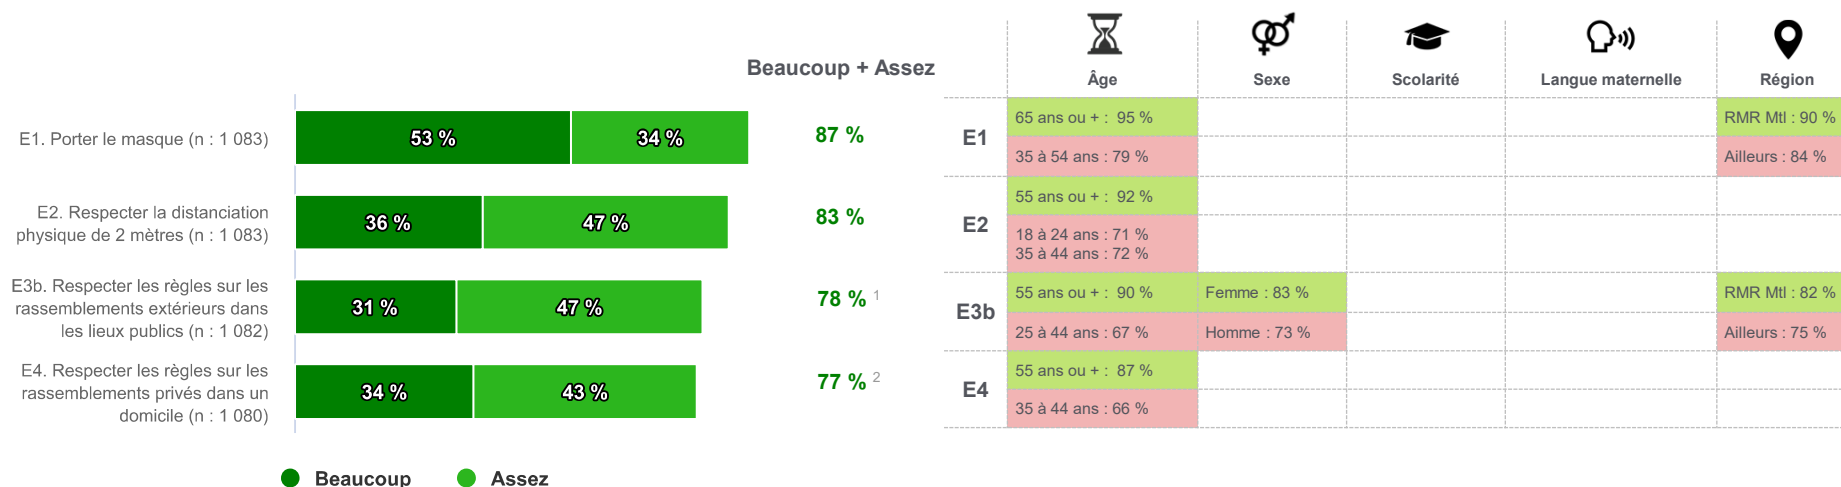 Beaucoup + Assez
E1. Porter le masque (n : 1 083)
53 %
34 %
87 %
E2. Respecter la distanciation
physique de 2 mètres (n : 1 083)
36 %
47 %
83 %
E3b. Respecter les règles sur les
rassemblements extérieurs dans
les lieux publics (n : 1 082)
31 %
47 %
78 % 1
E4. Respecter les règles sur les
rassemblements privés dans un
domicile (n : 1 080)
34 %
43 %
77 % 2
Beaucoup
Assez
Âge
Sexe
Scolarité
Langue maternelle
Région
E1
65 ans ou + : 95 %
RMR Mtl : 90 %
35 à 54 ans : 79 %
Ailleurs : 84 %
E2
55 ans ou + : 92 %
18 à 24 ans : 71 %
35 à 44 ans : 72 %
E3b
55 ans ou + : 90 %
Femme : 83 %
RMR Mtl : 82 %
25 à 44 ans : 67 %
Homme : 73 %
Ailleurs : 75 %
E4
55 ans ou + : 87 %
35 à 44 ans : 66 %